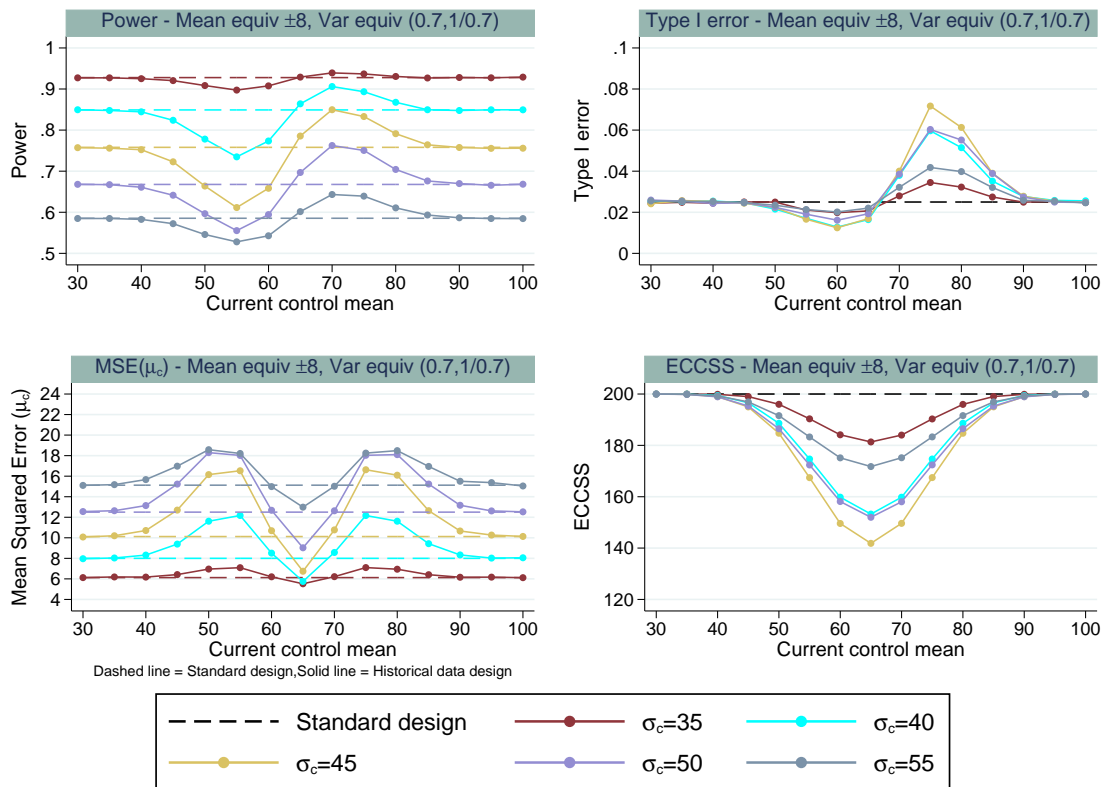 Power - Mean equiv ±8, Var equiv (0.7,1/0.7)
Power
1
.9
.8
.7
.6
.5
30 40 50 60 70 80 90 100
Current control mean
Type I error - Mean equiv ±8, Var equiv (0.7,1/0.7)
Type I error
.1
.08
.06
.04
.02
0
30 40 50 60 70 80 90 100
Current control mean
MSE(μc) - Mean equiv ±8, Var equiv (0.7,1/0.7)
Mean Squared Error (μc)
24
22
20
18
16
14
12
10
8
6
4
30 40 50 60 70 80 90 100
Current control mean
Dashed line = Standard design,Solid line = Historical data design
ECCSS - Mean equiv ±8, Var equiv (0.7,1/0.7)
ECCSS
200
180
160
140
120
30 40 50 60 70 80 90 100
Current control mean
Standard design σc=35 σc=40
σc=45 σc=50 σc=55